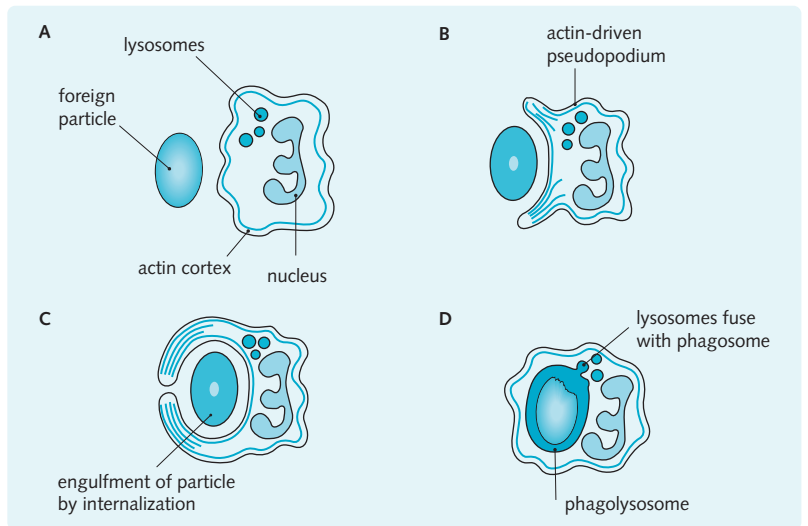 A
lysosomes
foreign
particle
actin cortex
nucleus
B
actin-driven
pseudopodium
C
engulfment of particle
by internalization
D
lysosomes fuse
with phagosome
phagolysosome